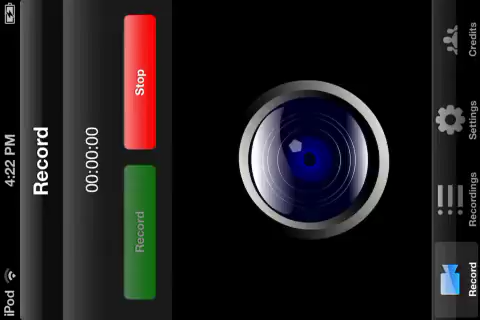 iPod 4:22 PM
Record
00:00:00
Record Stop
Record Recordings Settings Credits